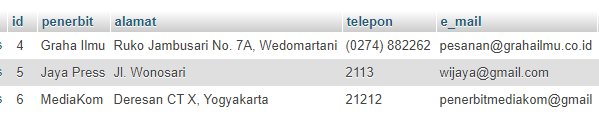 id penerbit alamat telepon e_mail
4 Graha Ilmu Ruko Jambusari No. 7A, Wedomartani (0274) 882262 pesanan@grahailmu.co.id
5 Jaya Press Jl. Wonosari 2113 wijaya@gmail.com
6 MediaKom Deresan CT X, Yogyakarta 21212 penerbitmediakom@gmail